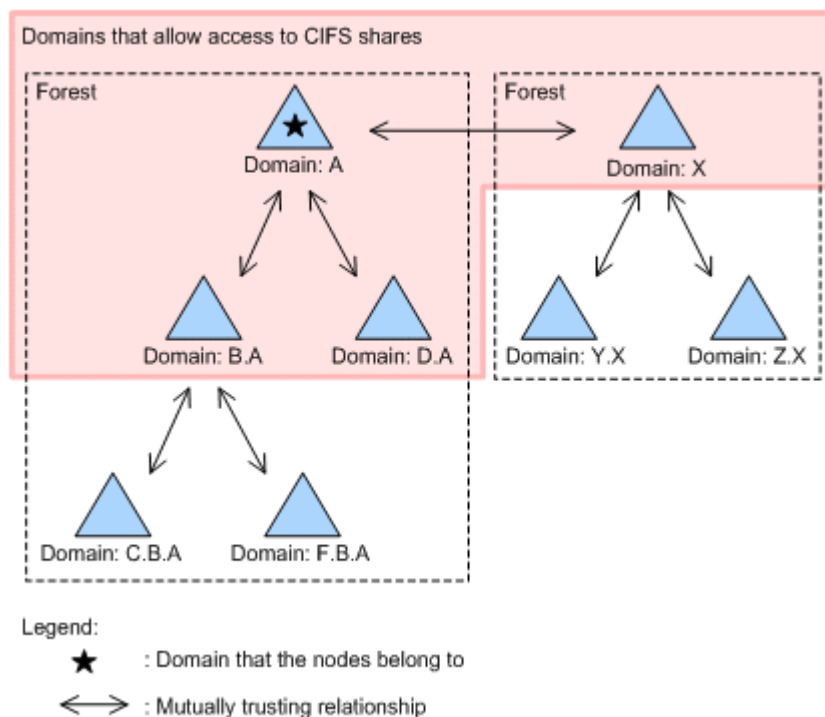 Domains that allow access to CIFS shares
Forest
Forest
Domain: A
Domain: X
Domain: B.A
Domain: D.A
Domain: Y.X
Domain: Z.X
Domain: C.B.A
Domain: F.B.A
Legend:
: Domain that the nodes belong to
: Mutually trusting relationship